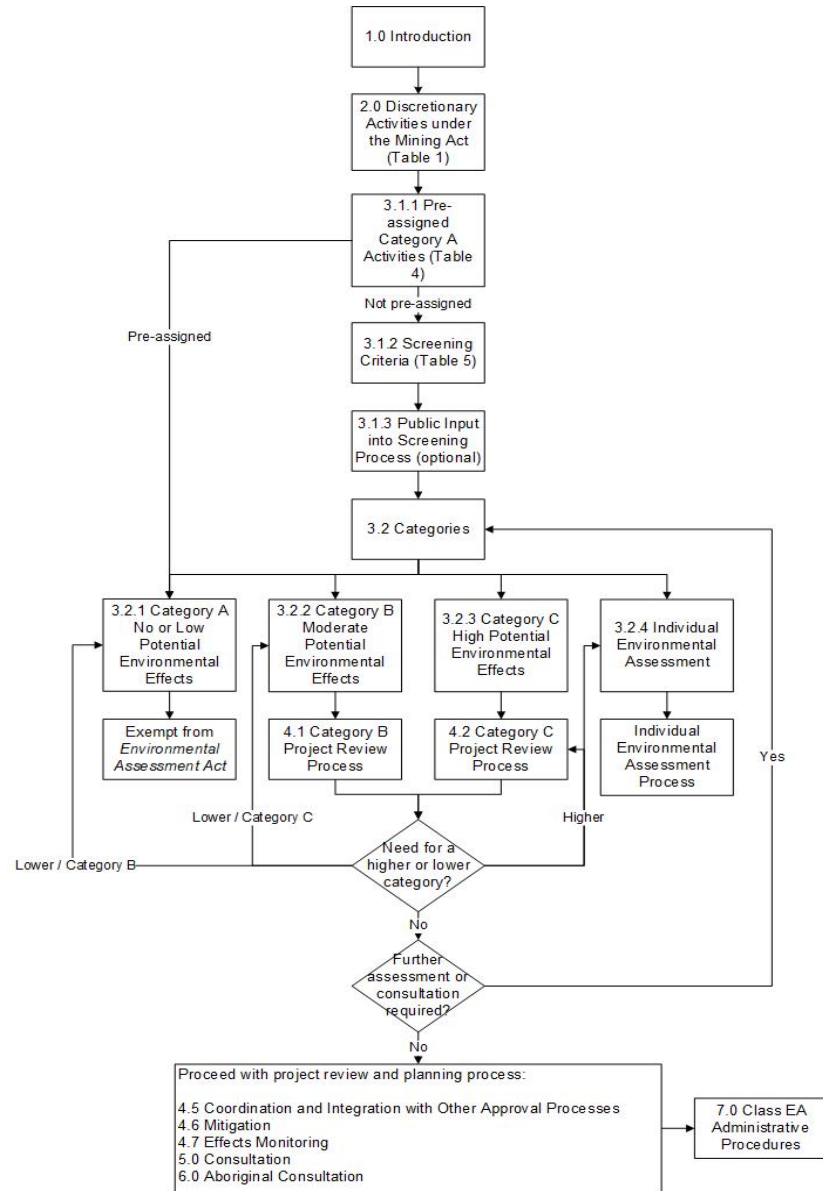 1.0 Introduction
2.0 Discretionary
Activities under
the Mining Act
(Table 1)
3.1.1 Pre-
assigned
Category A
Activities (Table
4)
Not pre-assigned
Pre-assigned
3.1.2 Screening
Criteria (Table 5)
3.1.3 Public Input
into Screening
Process (optional)
3.2 Categories
3.2.1 Category A
No or Low
Potential
Environmental
Effects
3.2.2 Category B
Moderate
Potential
Environmental
Effects
3.2.3 Category C
High Potential
Environmental
Effects
3.2.4 Individual
Environmental
Assessment
Exempt from
Environmental
Assessment Act
4.1 Category B
Project Review
Process
4.2 Category C
Project Review
Process
Individual
Environmental
Assessment
Process
Yes
Lower / Category C
Higher
Lower / Category B
Need for a
higher or lower
category?
No
Further
assessment or
consultation
required?
No
Proceed with project review and planning process:
4.5 Coordination and Integration with Other Approval Processes
4.6 Mitigation
4.7 Effects Monitoring
5.0 Consultation
6.0 Aboriginal Consultation
7.0 Class EA
Administrative
Procedures